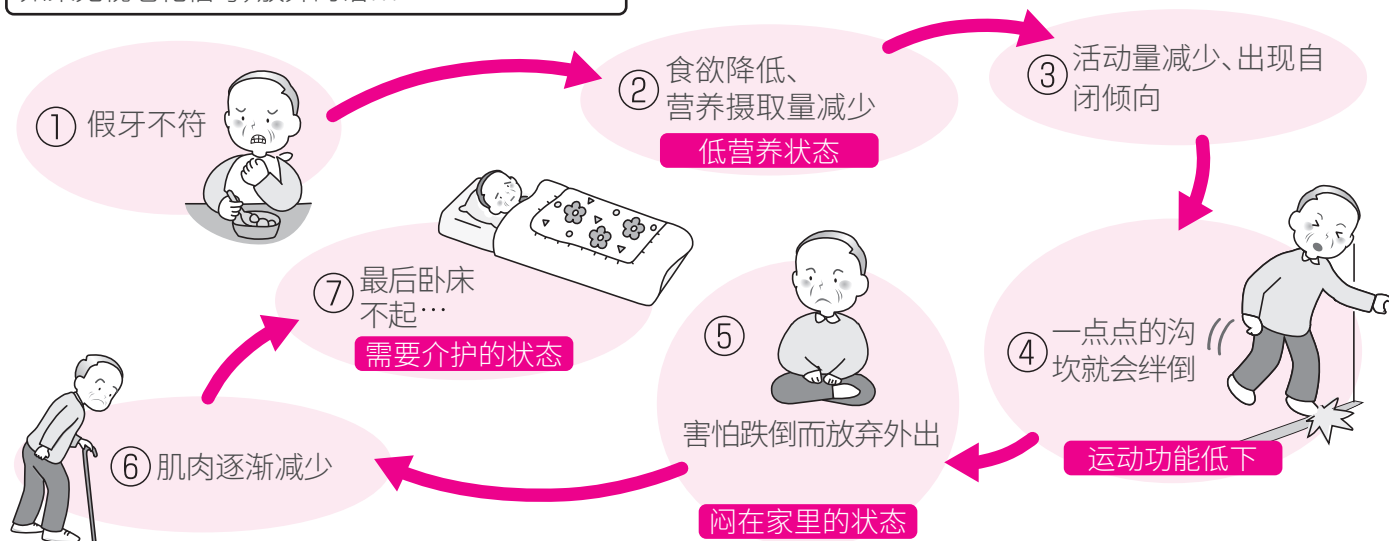 ① 假牙不符
② 食欲降低、
营养摄取量减少
低营养状态
③ 活动量减少、出现自
闭倾向
④ 一点点的沟
坎就会绊倒
运动功能低下
⑤
害怕跌倒而放弃外出
闷在家里的状态
⑥ 肌肉逐渐减少
⑦ 最后卧床
不起…
需要介护的状态